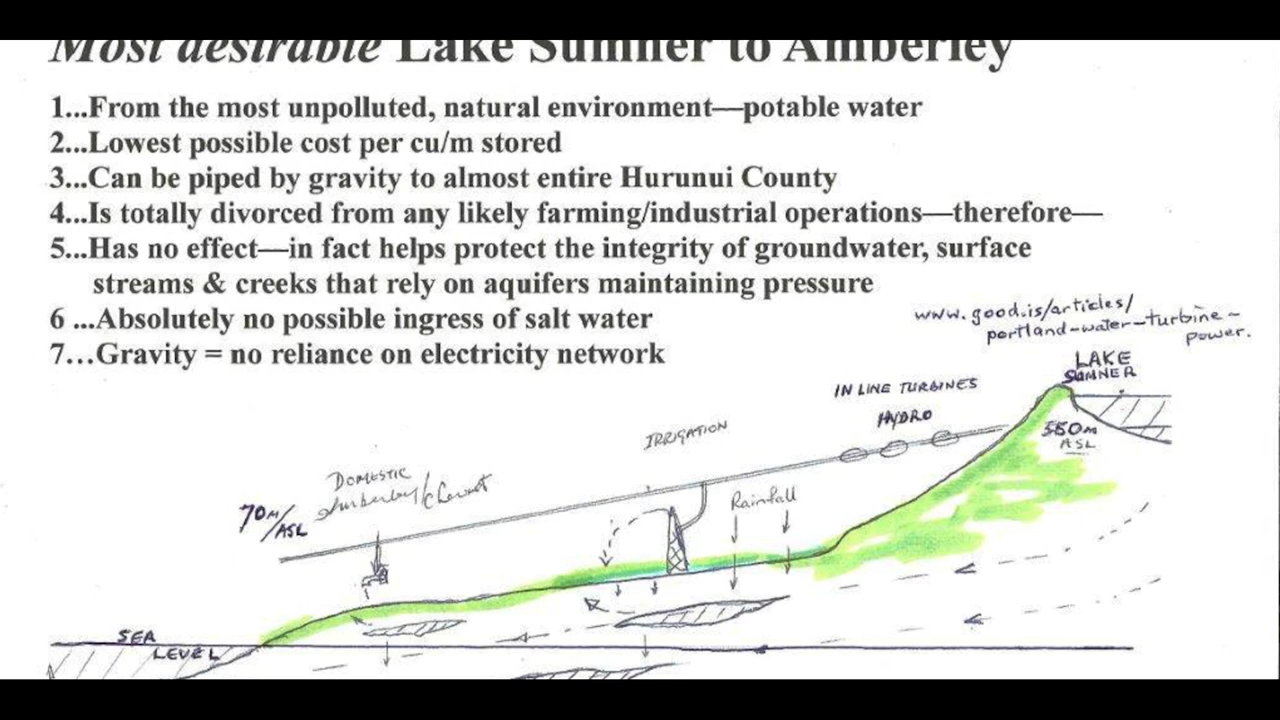 Most desirable Lake Sumner to Amberley
1...From the most unpolluted, natural environment—potable water
2...Lowest possible cost per cu/m stored
3...Can be piped by gravity to almost entire Hurunui County
4...Is totally divorced from any likely farming/industrial operations—therefore—
5...Has no effect—in fact helps protect the integrity of groundwater, surface
streams & creeks that rely on aquifers maintaining pressure
6 ...Absolutely no possible ingress of salt water
7...Gravity = no reliance on electricity network
www.good.is/articles/
portland-water-turbine-
power.
LAKE
SUMNER
IN LINE TURBINES
HYDRO
550m
ASL
IRRIGATION
DOMESTIC
Amberley/
Rainfall
70m/
ASL
SEA
LEVEL